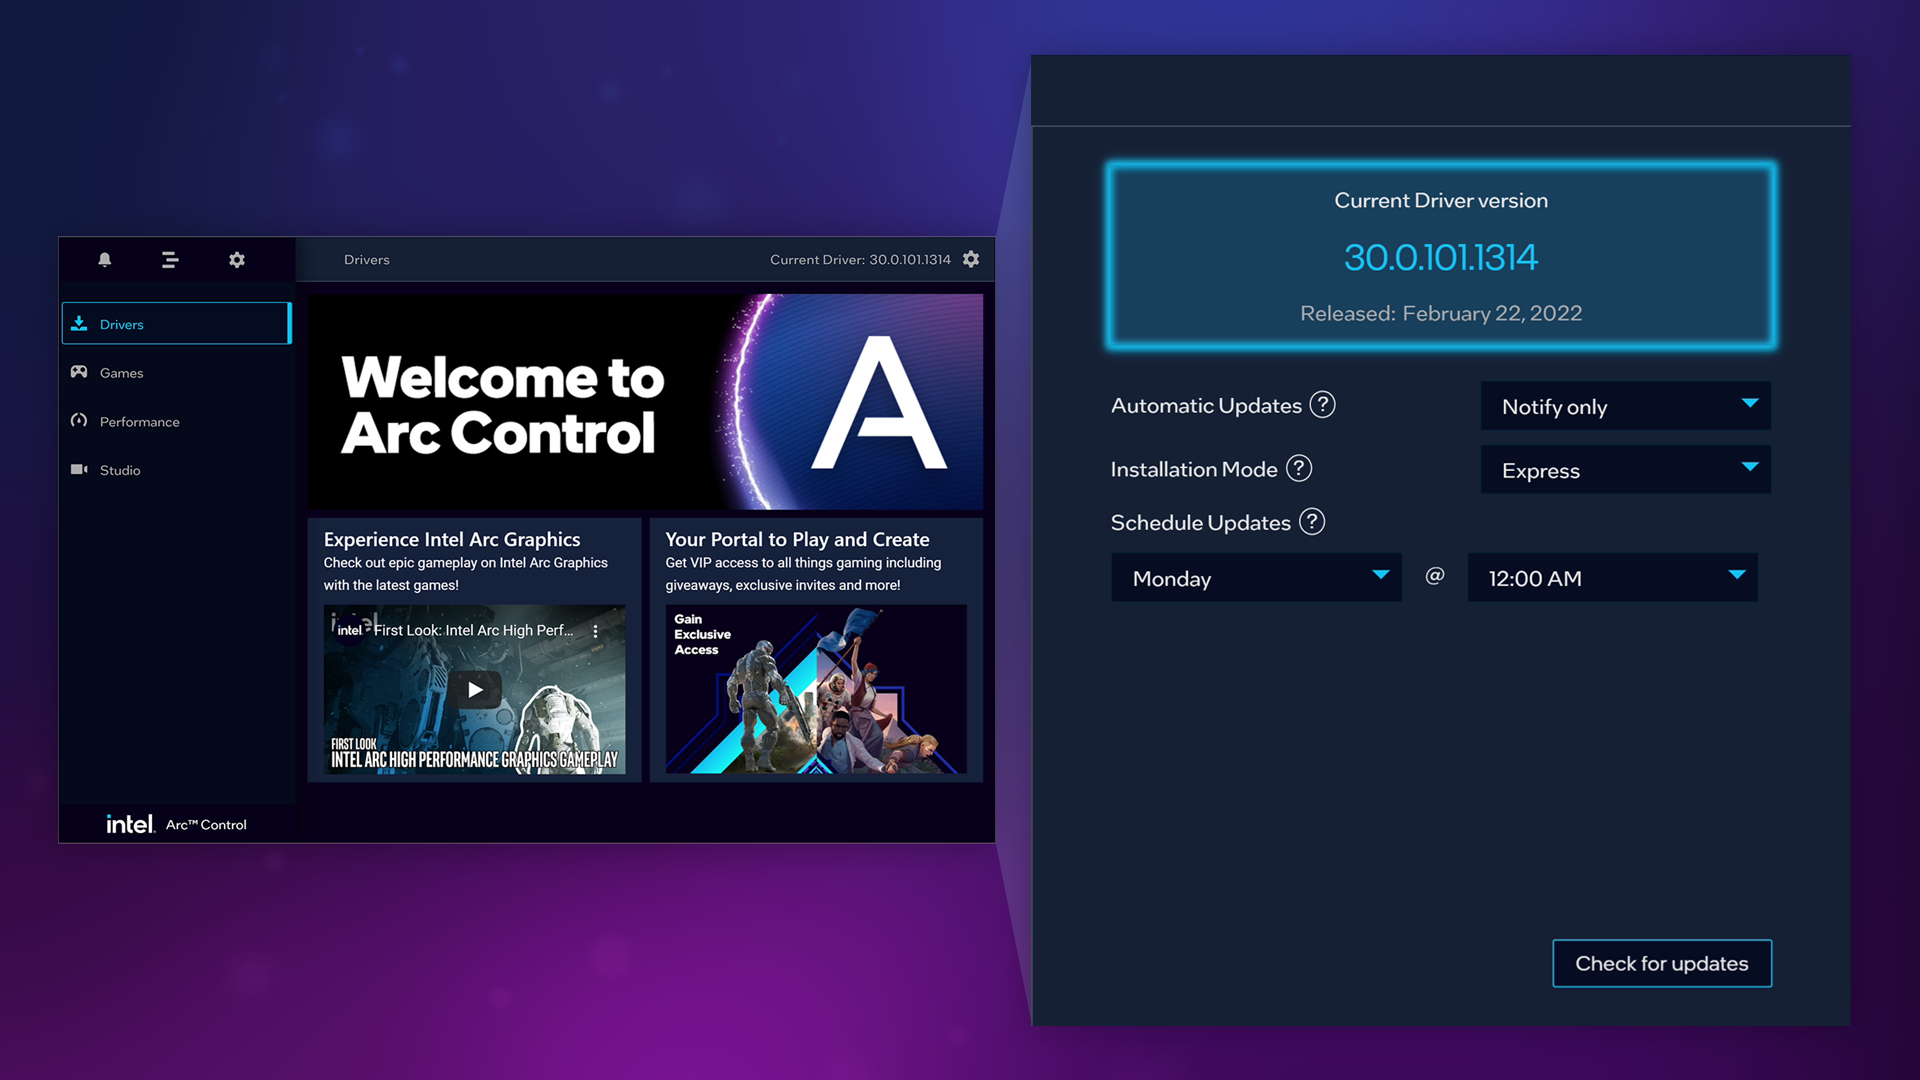 Drivers
Current Driver: 30.0.101.1314
Drivers
Games
Performance
Studio
intel. Arc™ Control
Welcome to
Arc Control
Experience Intel Arc Graphics
Check out epic gameplay on Intel Arc Graphics
with the latest games!
intel
intel. First Look: Intel Arc High Perf...
FIRST LOOK
INTEL ARC HIGH PERFORMANCE GRAPHICS GAMEPLAY
Your Portal to Play and Create
Get VIP access to all things gaming including
giveaways, exclusive invites and more!
Gain
Exclusive
Access
Current Driver version
30.0.101.1314
Released: February 22, 2022
Automatic Updates ? Notify only
Installation Mode ? Express
Schedule Updates ?
Monday @ 12:00 AM
Check for updates